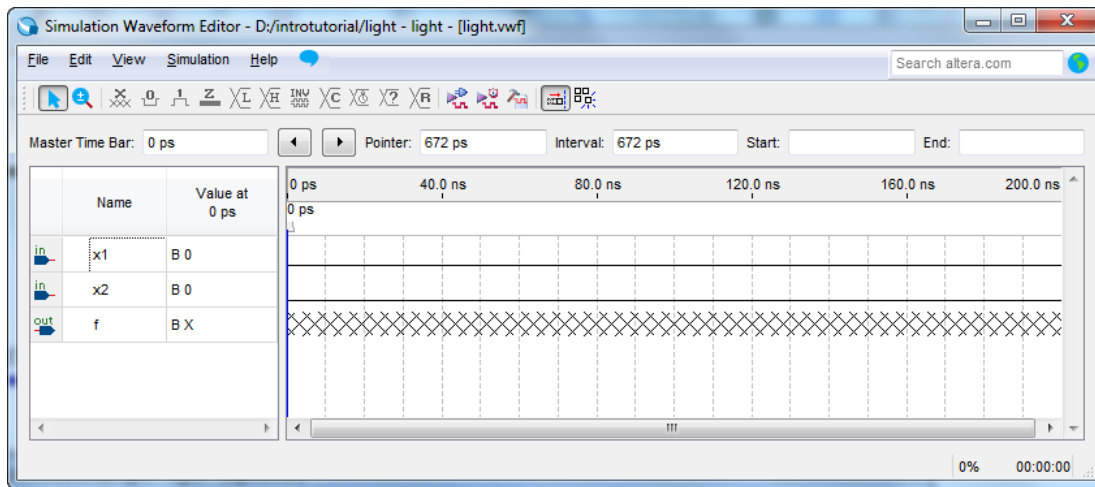 Simulation Waveform Editor - D:/introtutorial/light - light - [light.vwf]
File Edit View Simulation Help Search altera.com
Master Time Bar: 0 ps Pointer: 672 ps Interval: 672 ps Start: End:
Name Value at 0 ps
0 ps 40.0 ns 80.0 ns 120.0 ns 160.0 ns 200.0 ns
0 ps
in x1 B 0
in x2 B 0
out f B X
0% 00:00:00